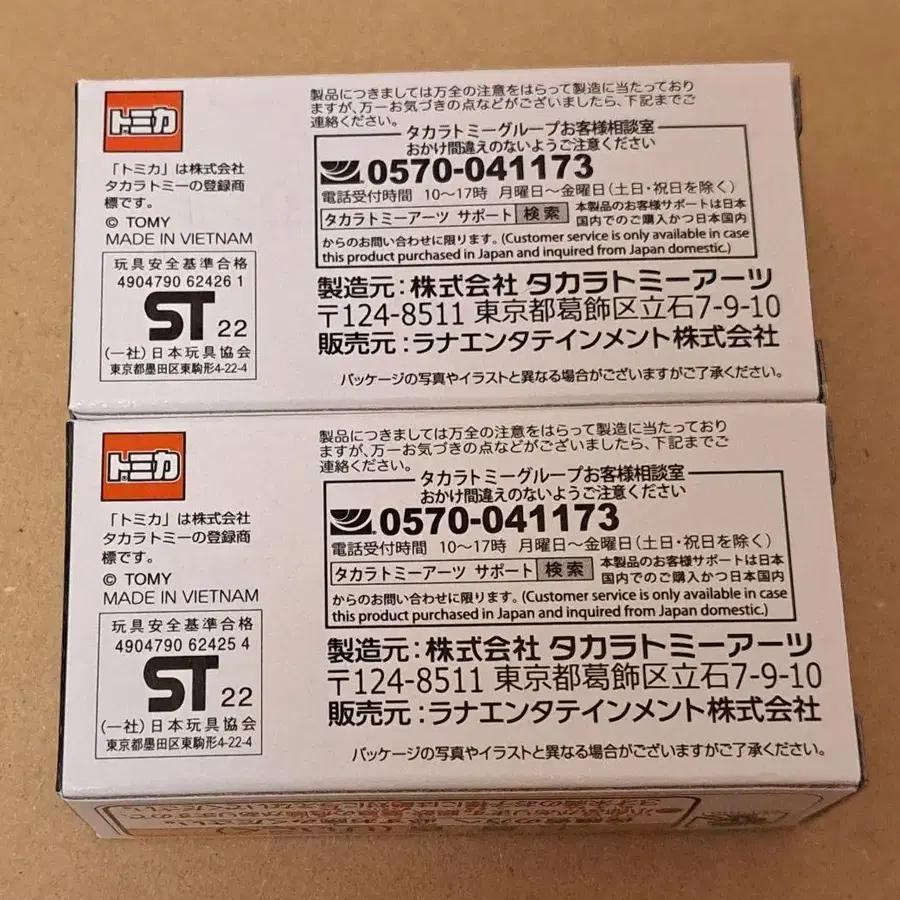 トミカ
「トミカ」は株式会社
タカラトミーの登録商
標です。
© TOMY
MADE IN VIETNAM
玩具安全基準合格
4904790 62426 1
ST 22
(一社)日本玩具協会
東京都墨田区東駒形4-22-4
製品につきましては万全の注意をはらって製造に当たっており
ますが、万一お気づきの点などがございましたら、下記までご
連絡ください。
タカラトミーグループお客様相談室
おかけ間違えのないようご注意ください
0570-041173
電話受付時間 10〜17時 月曜日〜金曜日(土日・祝日を除く)
タカラトミーアーツ サポート 検索 本製品のお客様サポートは日本
国内でのご購入かつ日本国内
からのお問い合わせに限ります。(Customer service is only available in case
this product purchased in Japan and inquired from Japan domestic.)
製造元:株式会社 タカラトミーアーツ
〒124-8511 東京都葛飾区立石7-9-10
販売元:ラナエンタテインメント株式会社
パッケージの写真やイラストと異なる場合がございますがご了承ください。
トミカ
「トミカ」は株式会社
タカラトミーの登録商
標です。
© TOMY
MADE IN VIETNAM
玩具安全基準合格
4904790 62425 4
ST 22
(一社)日本玩具協会
東京都墨田区東駒形4-22-4
製品につきましては万全の注意をはらって製造に当たっており
ますが、万一お気づきの点などがございましたら、下記までご
連絡ください。
タカラトミーグループお客様相談室
おかけ間違えのないようご注意ください
0570-041173
電話受付時間 10〜17時 月曜日〜金曜日(土日・祝日を除く)
タカラトミーアーツ サポート 検索 本製品のお客様サポートは日本
国内でのご購入かつ日本国内
からのお問い合わせに限ります。(Customer service is only available in case
this product purchased in Japan and inquired from Japan domestic.)
製造元:株式会社 タカラトミーアーツ
〒124-8511 東京都葛飾区立石7-9-10
販売元:ラナエンタテインメント株式会社
パッケージの写真やイラストと異なる場合がございますがご了承ください。